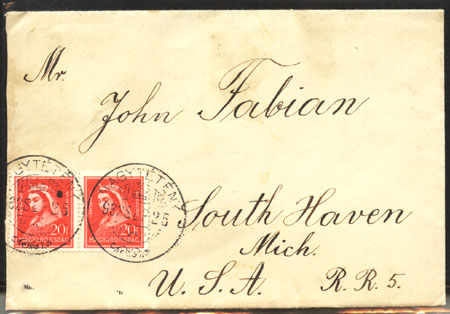 Mr.
John Fabian
South Haven
Mich.
U. S. A. R. R. 5.
20f
MAGYARORSZÁG
20f
MAGYARORSZÁG